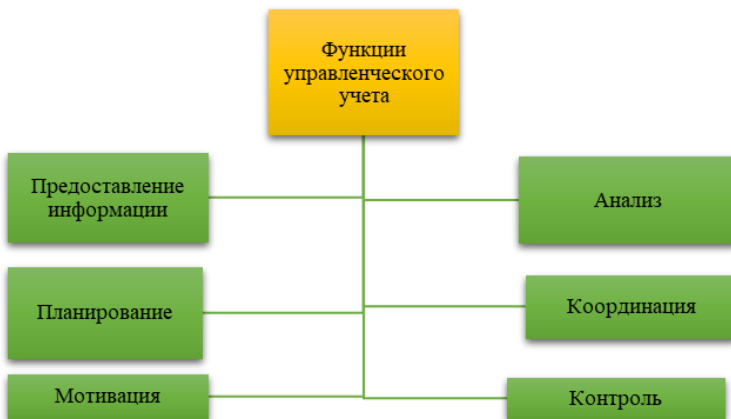 Функции
управленческого
учета
Предоставление
информации
Анализ
Планирование
Координация
Мотивация
Контроль